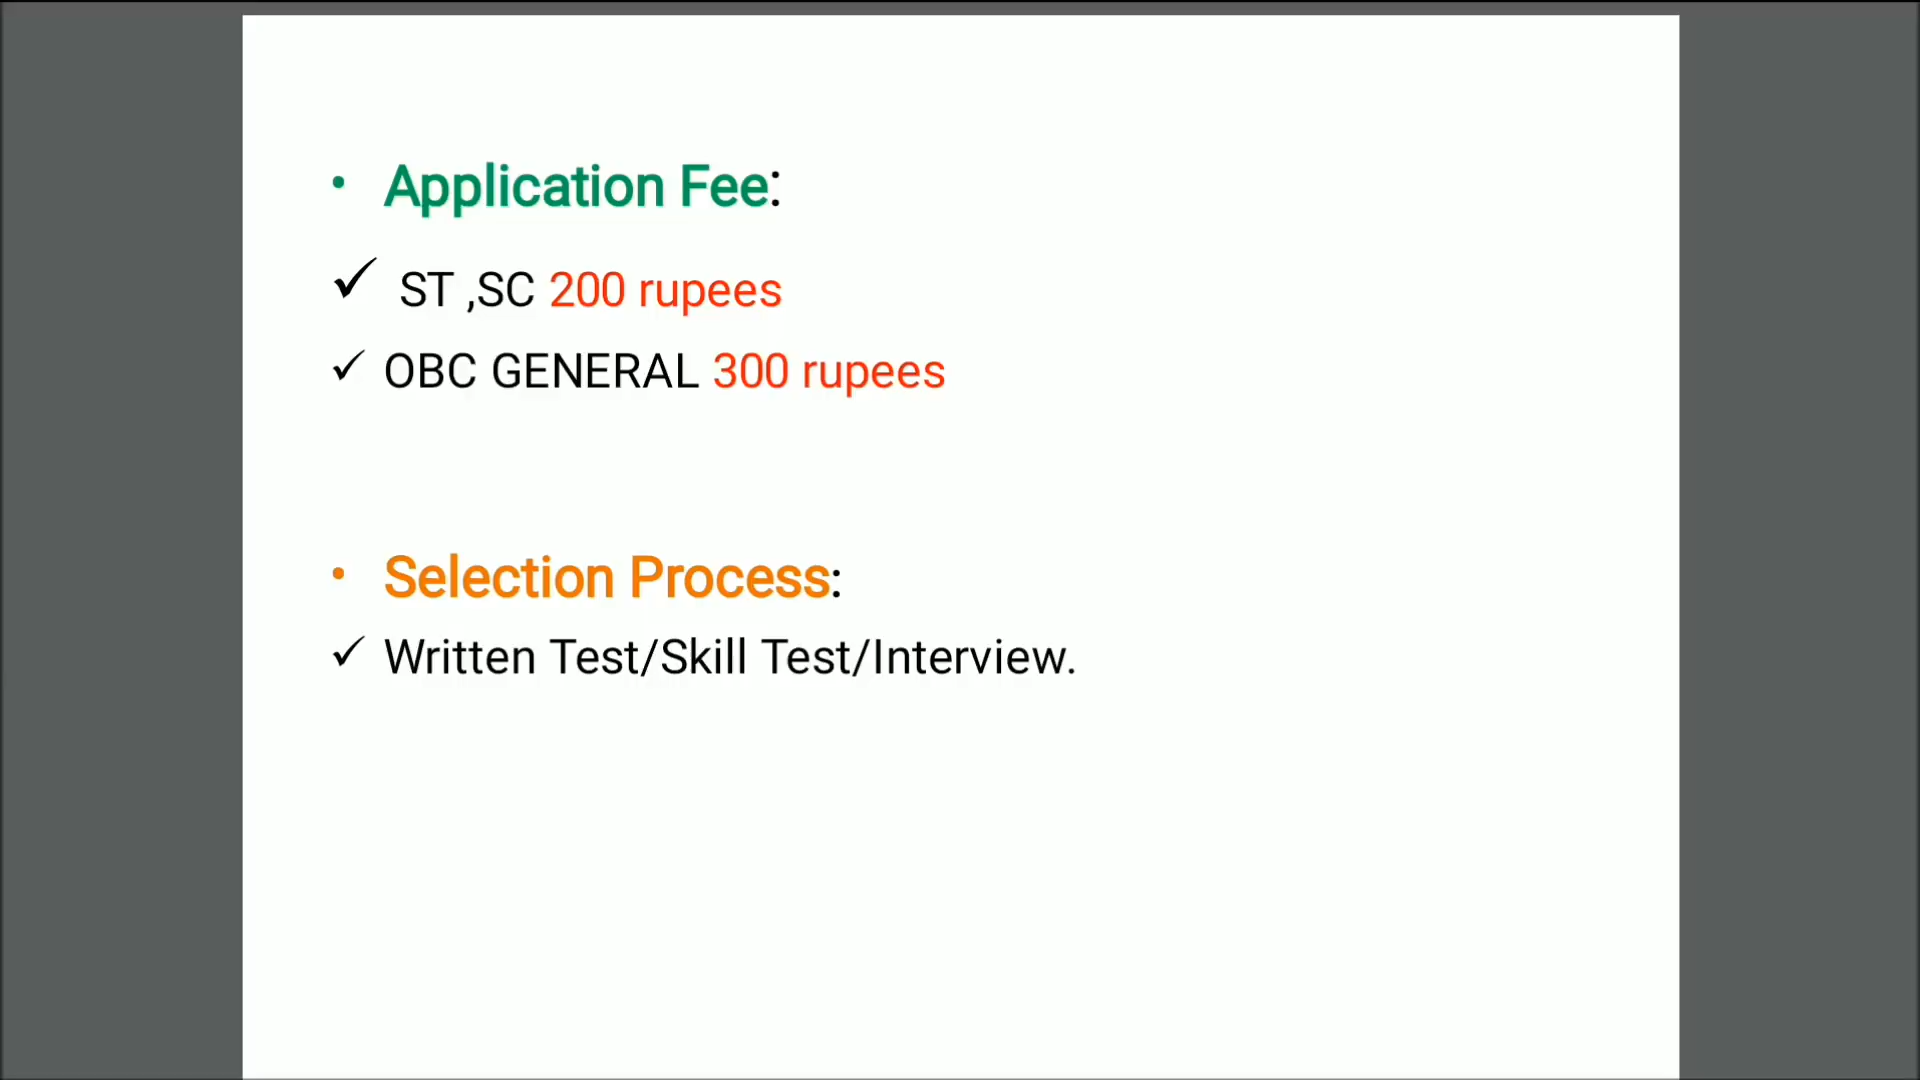 • Application Fee:
✓ ST ,SC 200 rupees
✓ OBC GENERAL 300 rupees
• Selection Process:
✓ Written Test/Skill Test/Interview.